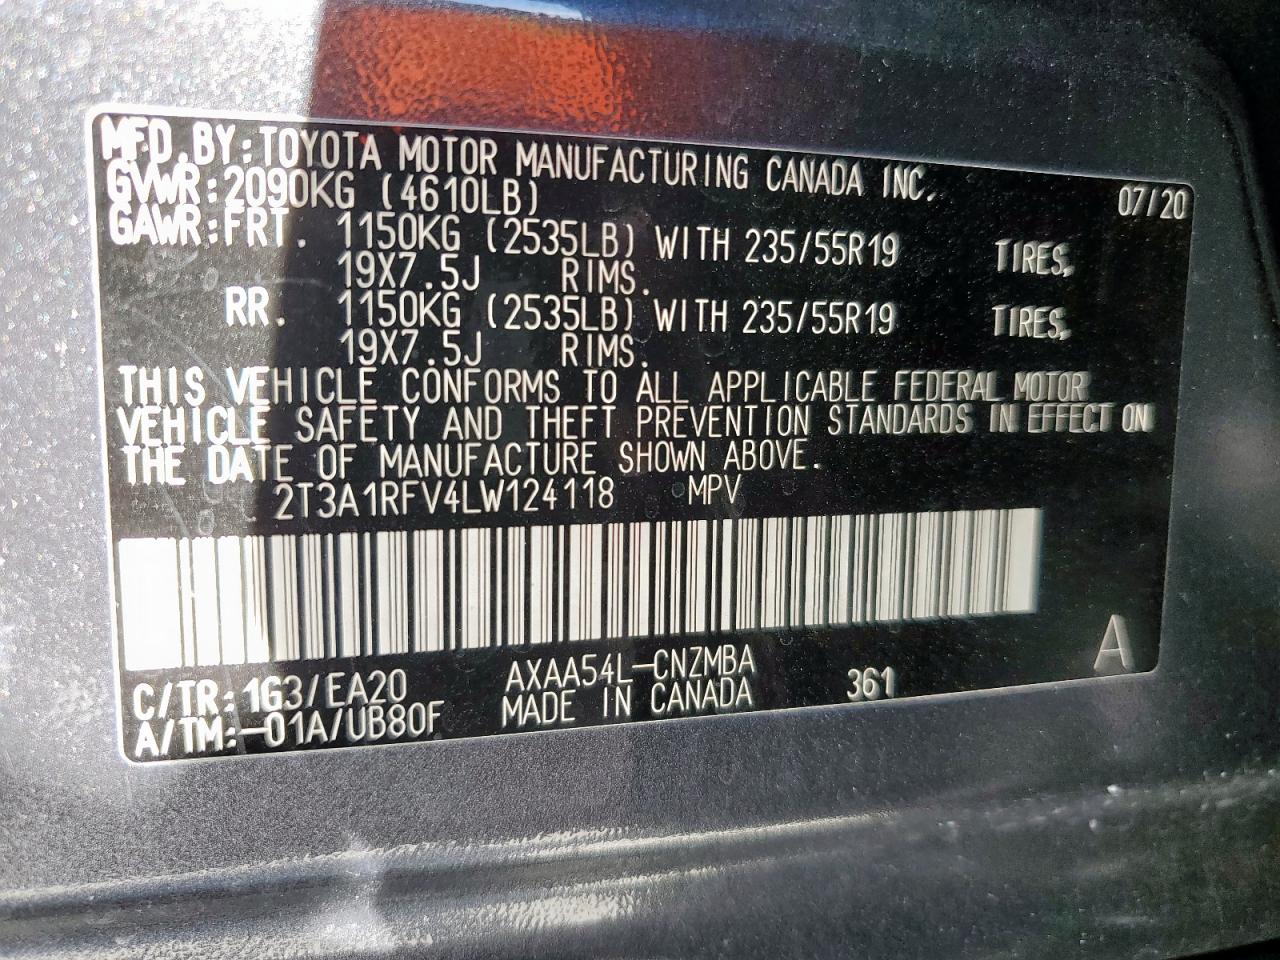 MFD.BY:TOYOTA MOTOR MANUFACTURING CANADA INC. 07/20
GVWR:2090KG (4610LB)
GAWR:FRT. 1150KG (2535LB) WITH 235/55R19 TIRES,
19X7.5J RIMS.
RR. 1150KG (2535LB) WITH 235/55R19 TIRES,
19X7.5J RIMS.
THIS VEHICLE CONFORMS TO ALL APPLICABLE FEDERAL MOTOR
VEHICLE SAFETY AND THEFT PREVENTION STANDARDS IN EFFECT ON
THE DATE OF MANUFACTURE SHOWN ABOVE.
2T3A1RFV4LW124118 MPV
A
C/TR:1G3/EA20 AXAA54L-CNZMBA 361
A/TM:-01A/UB80F MADE IN CANADA